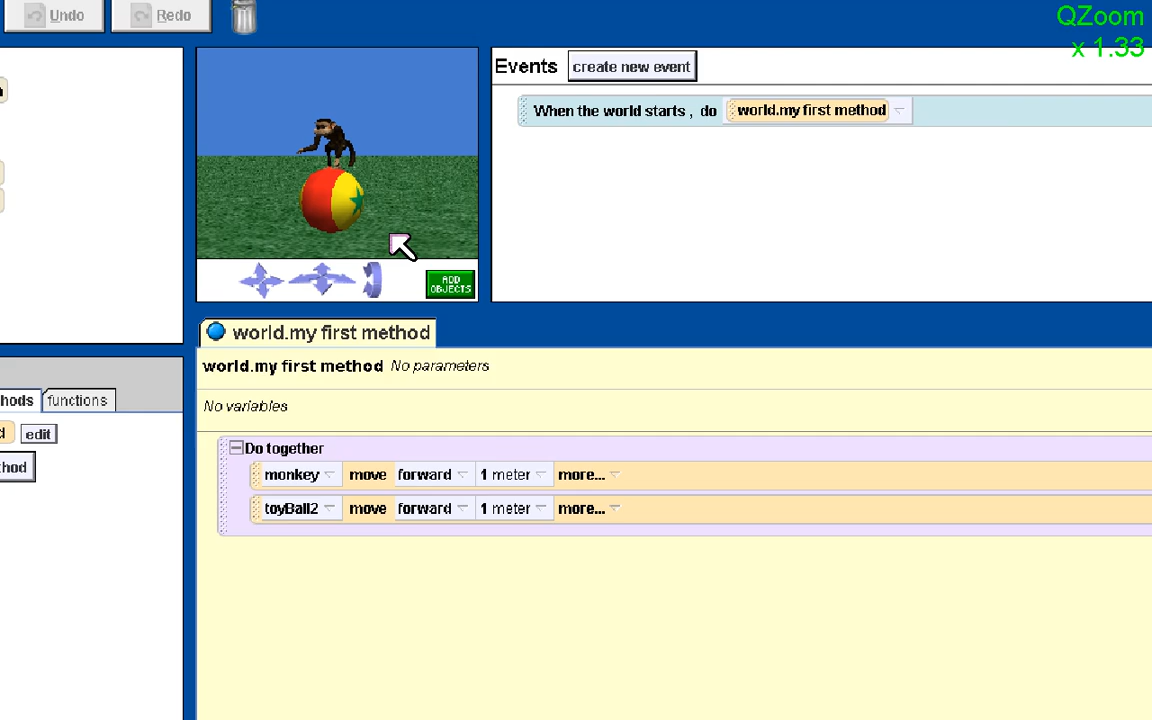 Undo
Redo
QZoom
x 1.33
Events
create new event
When the world starts , do
world.my first method
ADD
OBJECTS
world.my first method
world.my first method No parameters
No variables
hods
functions
d
edit
hod
Do together
monkey move forward 1 meter more...
toyBall2 move forward 1 meter more...